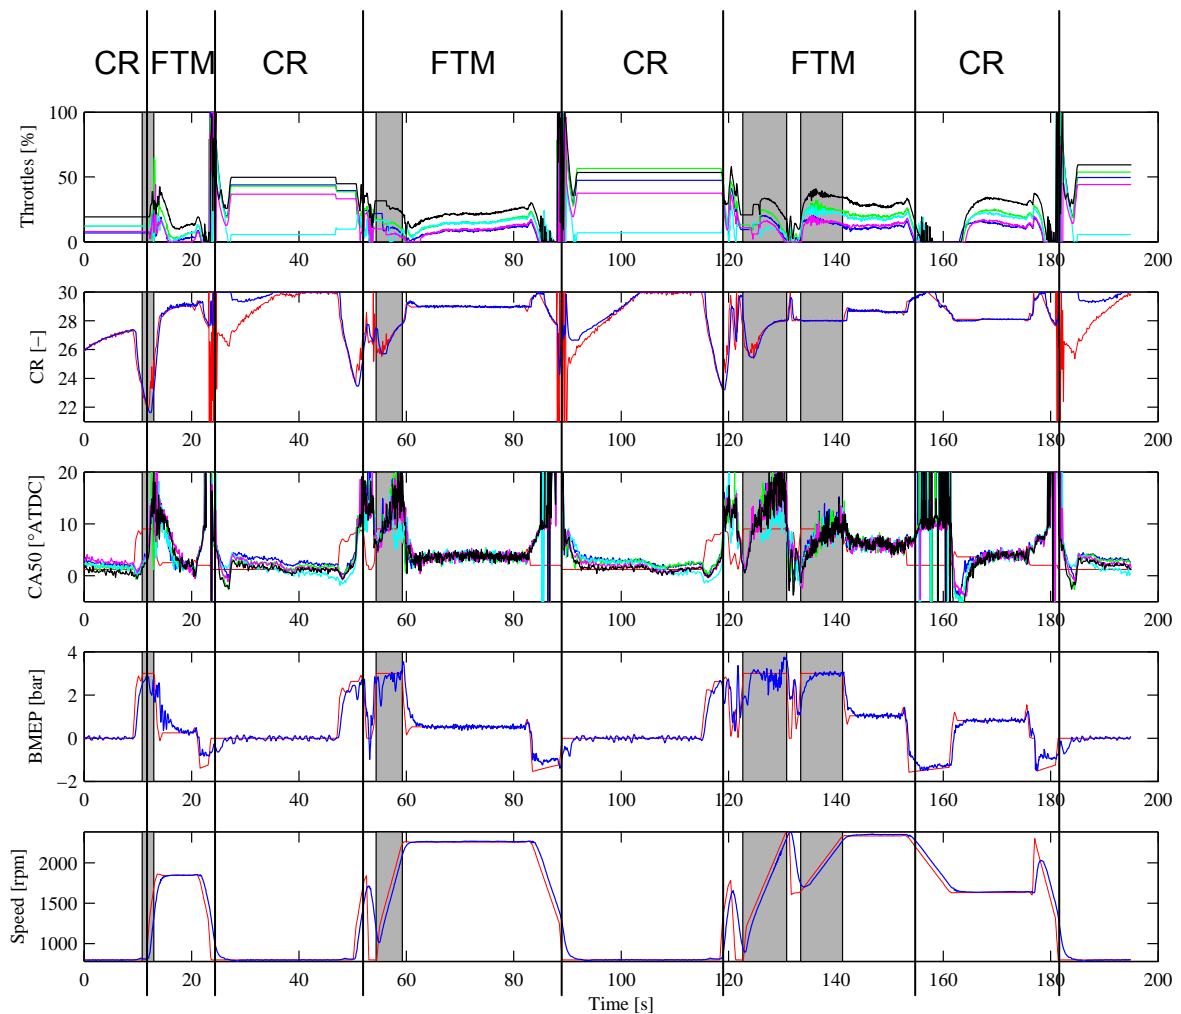 CR FTM CR FTM CR FTM CR
Throttles [%]
100
50
0
0 20 40 60 80 100 120 140 160 180 200
CR [−]
30
28
26
24
22
0 20 40 60 80 100 120 140 160 180 200
CA50 [°ATDC]
20
10
0
0 20 40 60 80 100 120 140 160 180 200
BMEP [bar]
4
2
0
−2
0 20 40 60 80 100 120 140 160 180 200
Speed [rpm]
2000
1500
1000
0 20 40 60 80 100 120 140 160 180 200
Time [s]